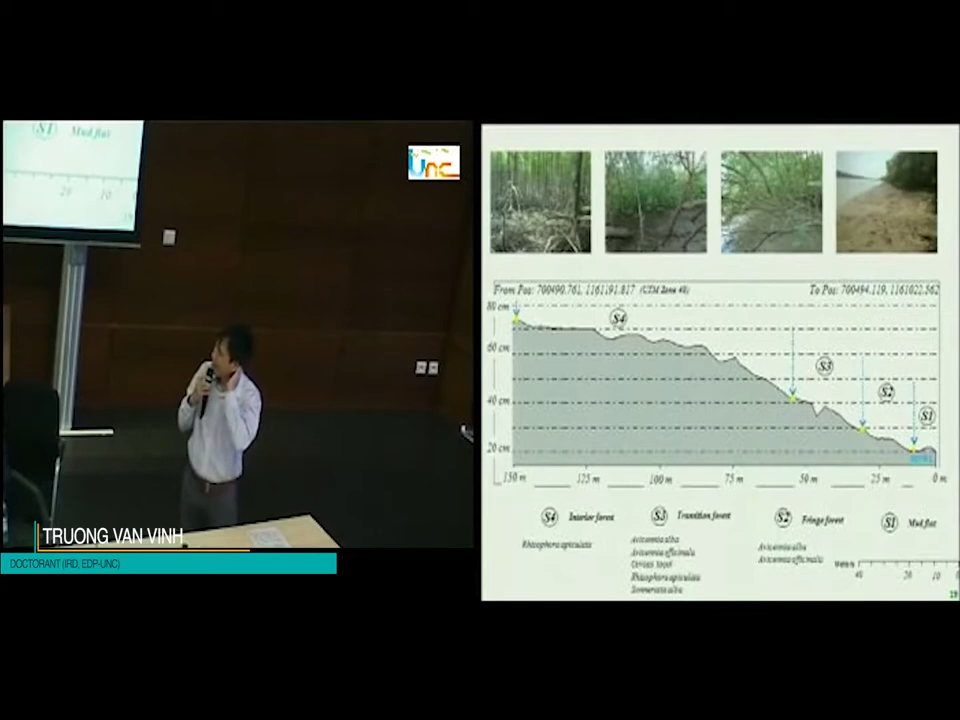 S1 Mud flat
20 10
Unc
TRUONG VAN VINH
DOCTORANT (IRD, EDP-UNC)
From Pos: 700490.761, 1161191.817 (UTM Zone 48) To Pos: 700494.119, 1161022.562
80 cm
60 cm
40 cm
20 cm
S4
S3
S2
S1
150 m 125 m 100 m 75 m 50 m 25 m 0 m
S4 Interior forest
Rhizophora apiculata
S3 Transition forest
Avicennia alba
Avicennia officinalis
Ceriops tagal
Rhizophora apiculata
Sonneratia alba
S2 Fringe forest
Avicennia alba
Avicennia officinalis
S1 Mud flat
Meters
40 20 10 0
19